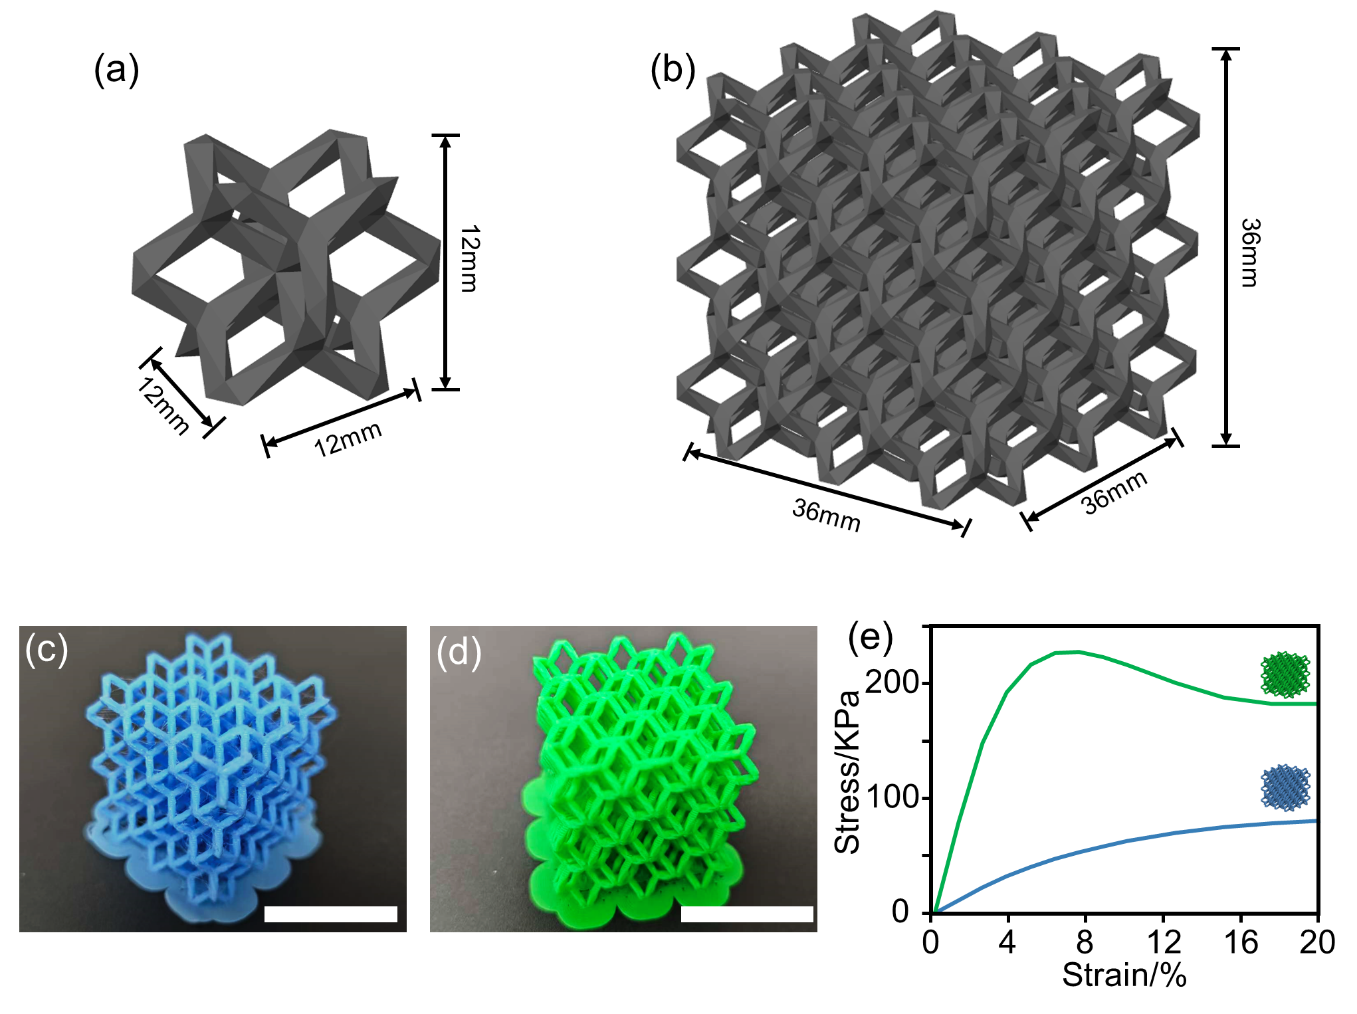 (a)
12mm
12mm
12mm
(b)
36mm
36mm
36mm
(c)
(d)
(e)
Stress/KPa
200
100
0
0 4 8 12 16 20
Strain/%